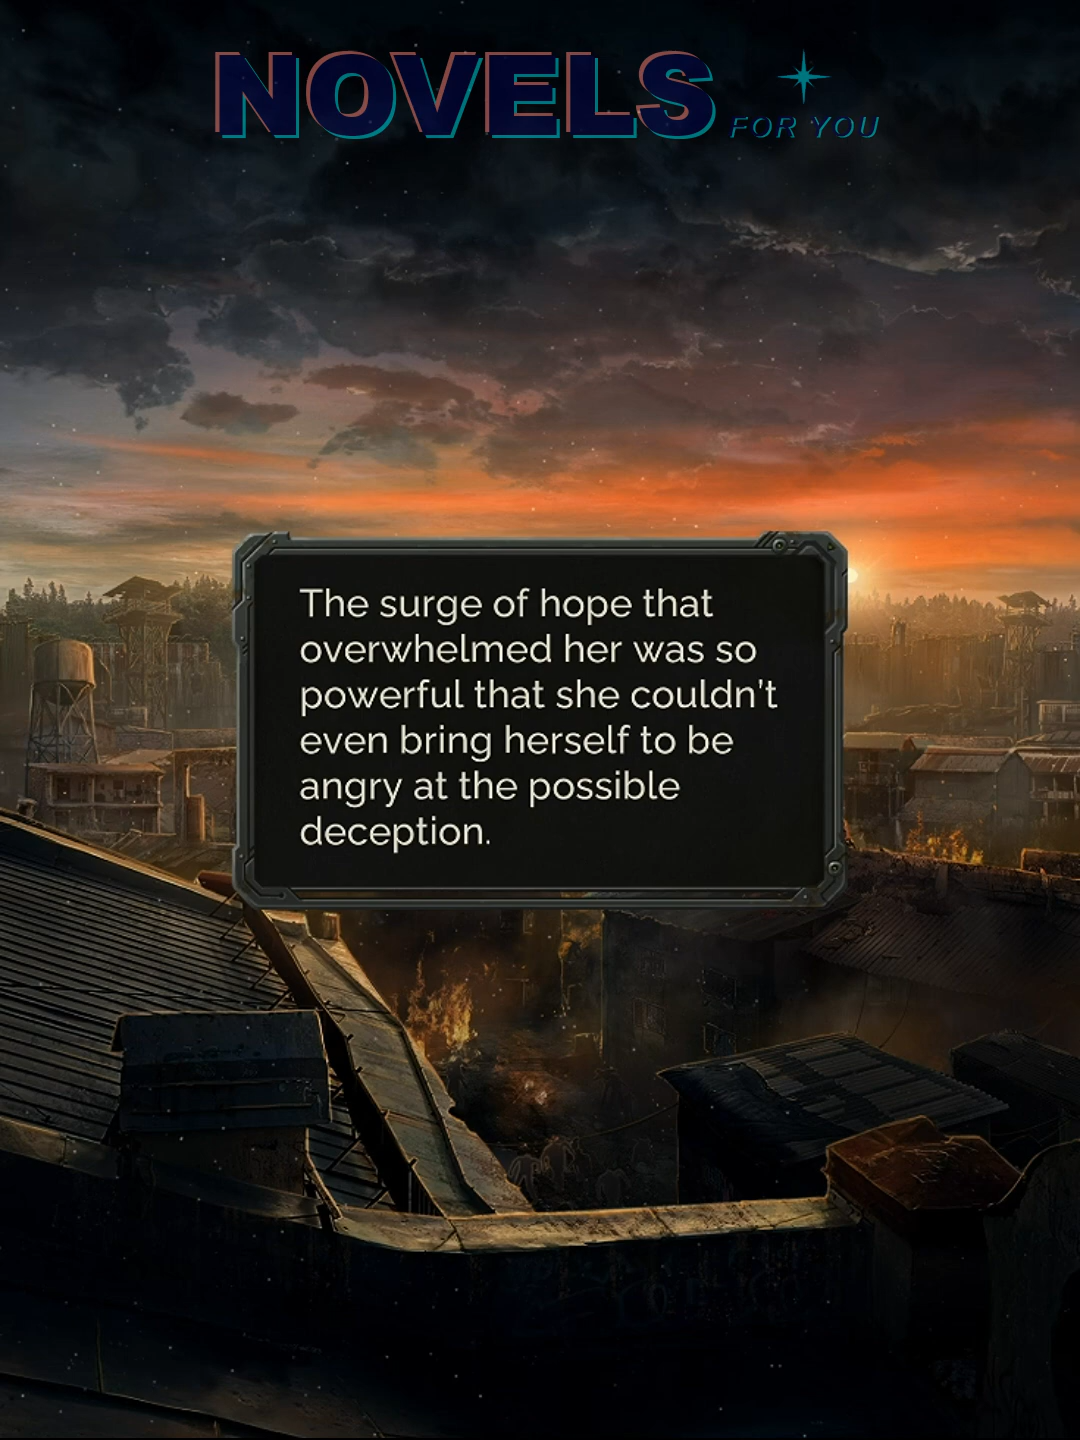 NOVELS
FOR YOU
The surge of hope that
overwhelmed her was so
powerful that she couldn't
even bring herself to be
angry at the possible
deception.